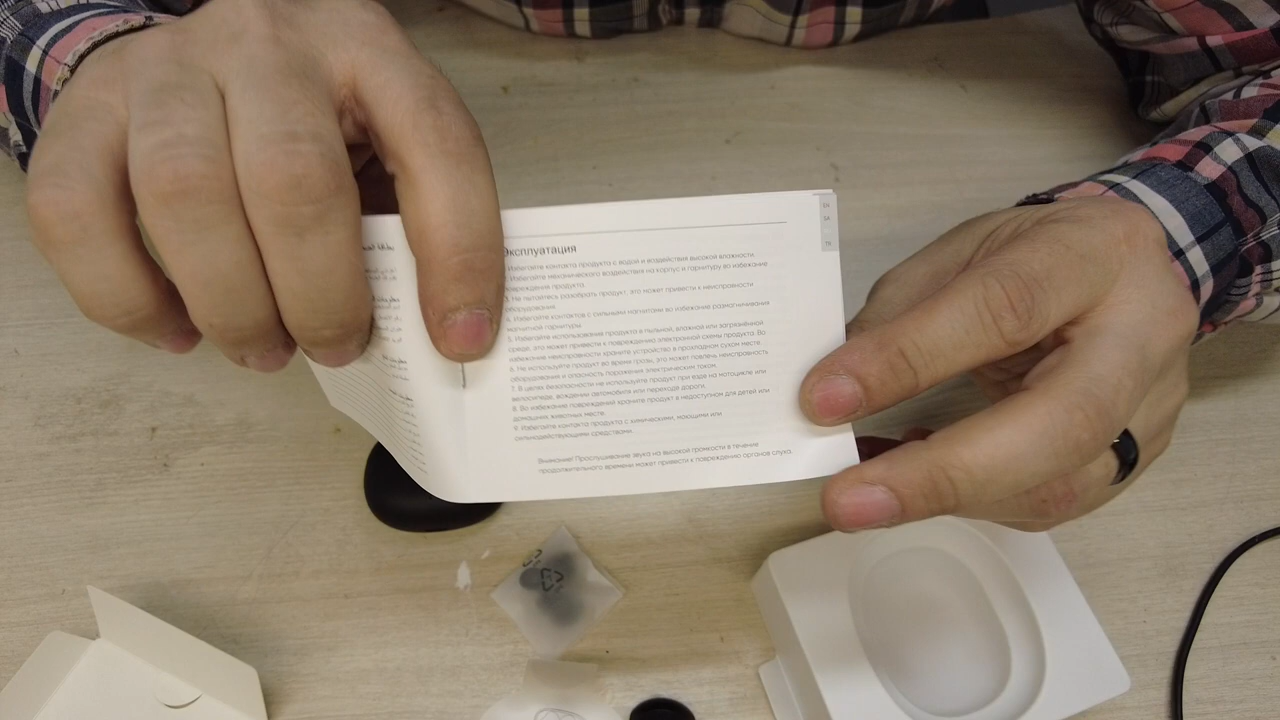 EN
SA
TR
Эксплуатация
Избегайте контакта продукта с водой и воздействия высокой влажности.
2. Избегайте механического воздействия на корпус и гарнитуру во избежание
повреждения продукта.
3. Не пытайтесь разобрать продукт, это может привести к неисправности
оборудования.
4. Избегайте контактов с сильными магнитами во избежание размагничивания
магнитной гарнитуры.
5. Избегайте использования продукта в пыльной, влажной или загрязнённой
среде, это может привести к повреждению электронной схемы продукта. Во
избежание неисправности храните устройство в прохладном сухом месте.
6. Не используйте продукт во время грозы, это может повлечь неисправность
оборудования и опасность поражения электрическим током.
7. В целях безопасности не используйте продукт при езде на мотоцикле или
велосипеде, вождении автомобиля или переходе дороги.
8. Во избежание повреждений храните продукт в недоступном для детей или
домашних животных месте.
9. Избегайте контакта продукта с химическими, моющими или
сильнодействующими средствами.
Внимание! Прослушивание звука на высокой громкости в течение
продолжительного времени может привести к повреждению органов слуха.